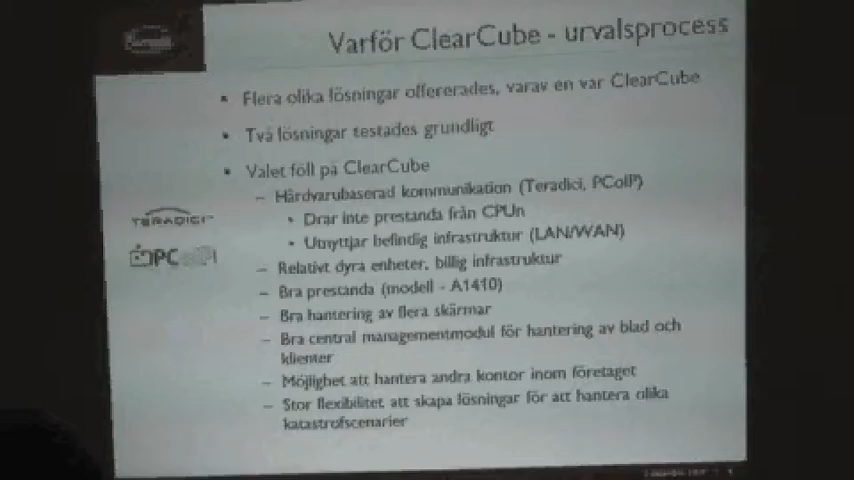 Varför ClearCube - urvalsprocess
• Flera olika lösningar offererades, varav en var ClearCube
• Två lösningar testades grundligt
• Valet föll på ClearCube
– Hårdvarubaserad kommunikation (Teradici, PCoIP)
• Drar inte prestanda från CPUn
• Utnyttjar befindlig infrastruktur (LAN/WAN)
TERADICI
PCoIP
– Relativt dyra enheter, billig infrastruktur
– Bra prestanda (modell - A1410)
– Bra hantering av flera skärmar
– Bra central managementmodul för hantering av blad och
klienter
– Möjlighet att hantera andra kontor inom företaget
– Stor flexibilitet att skapa lösningar för att hantera olika
katastrofscenarier